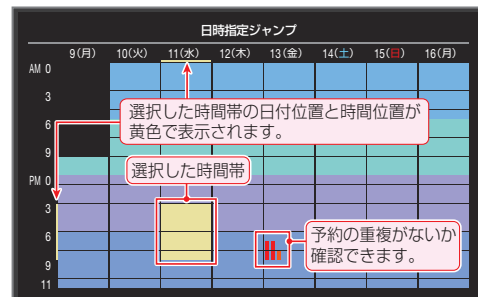 日時指定ジャンプ
9(月) 10(火) 11(水) 12(木) 13(金) 14(土) 15(日) 16(月)
AM 0
3
選択した時間帯の日付位置と時間位置が
黄色で表示されます。
6
9
選択した時間帯
PM 0
3
予約の重複がないか
確認できます。
6
9
11